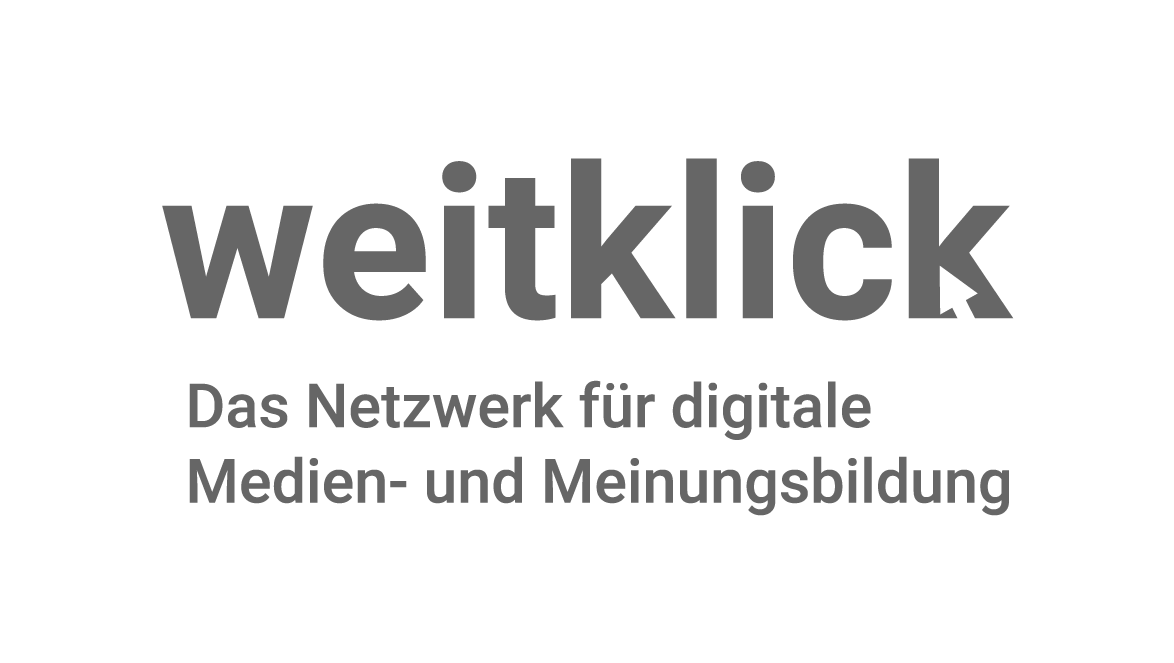 weitklick
Das Netzwerk für digitale
Medien- und Meinungsbildung